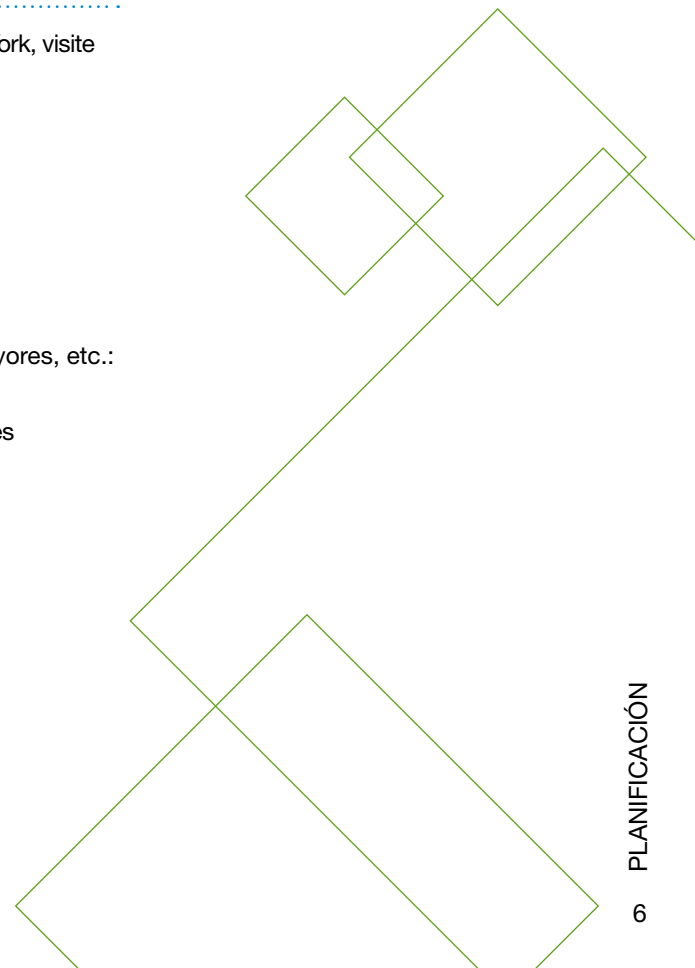 ork, visite
yores, etc.:
es
PLANIFICACIÓN
6